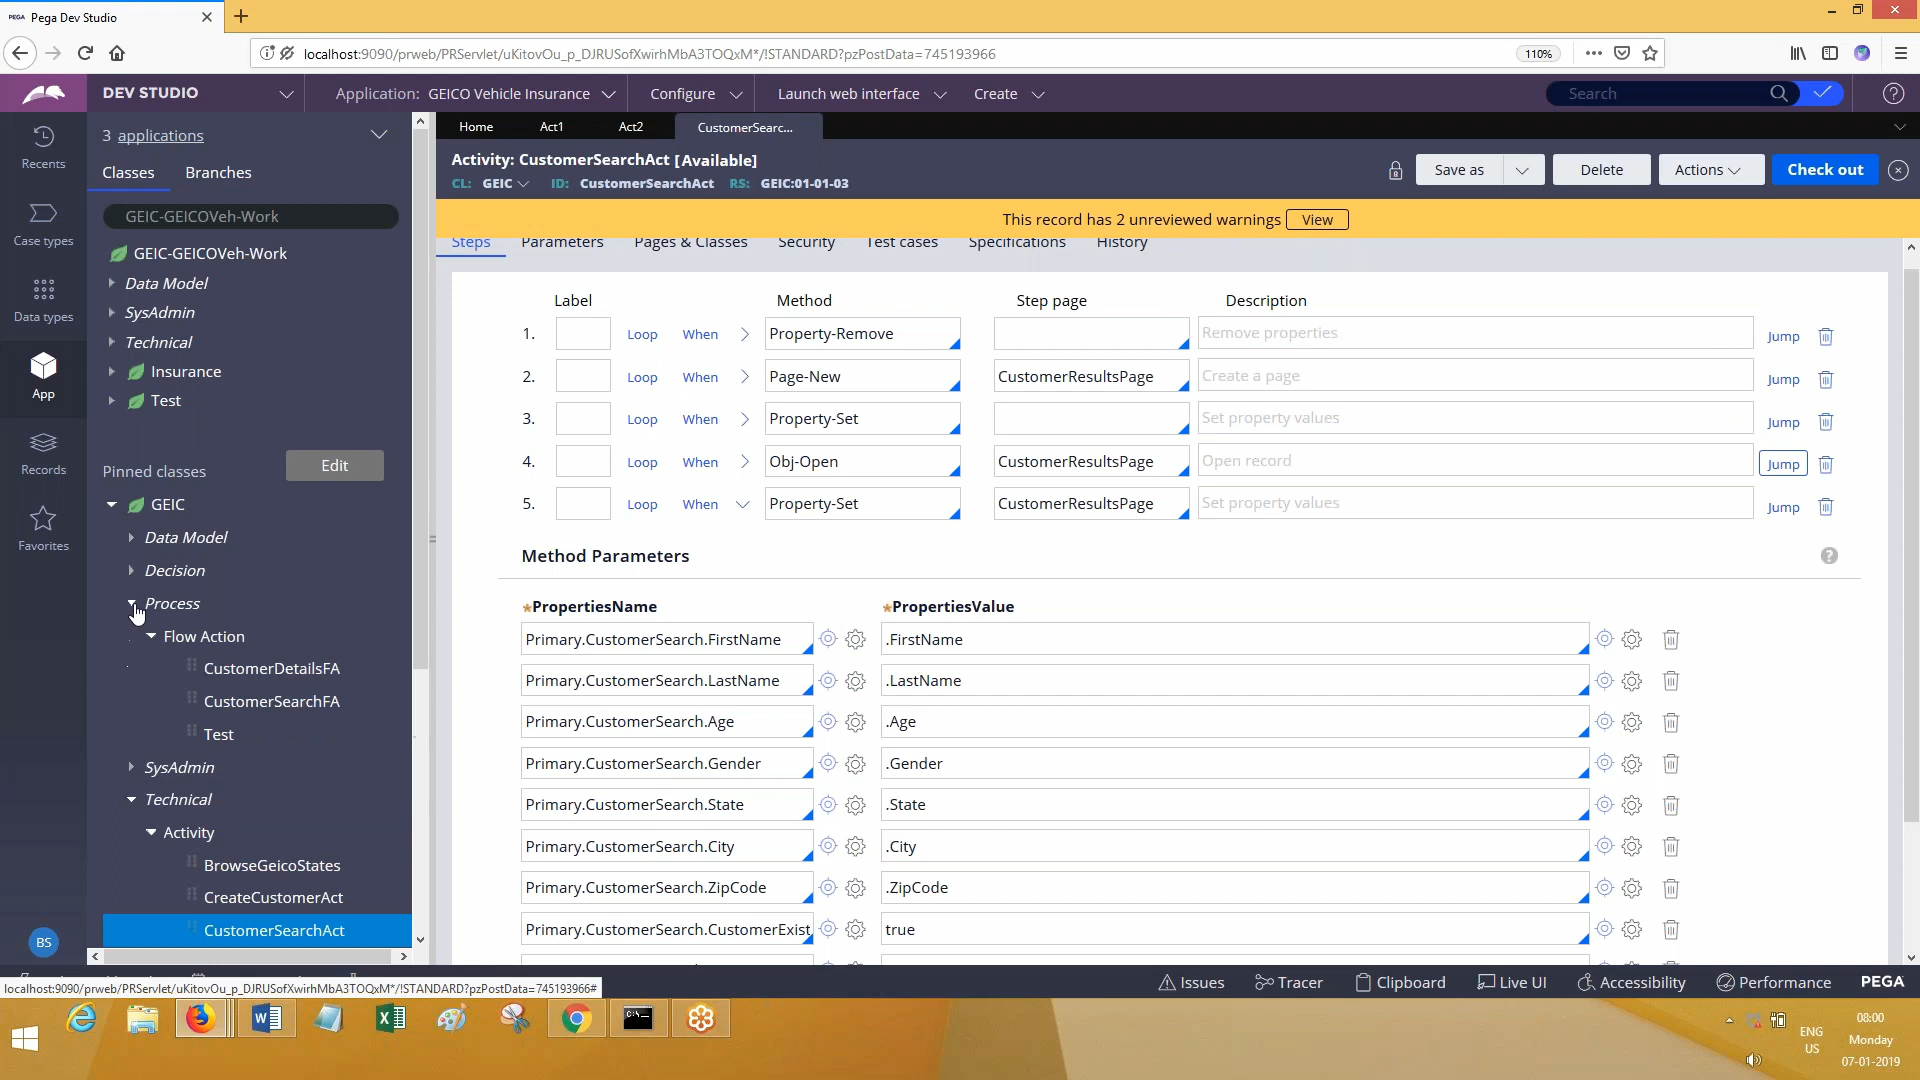 PEGA Pega Dev Studio
localhost:9090/prweb/PRServlet/uKitovOu_p_DJRUSofXwirhMbA3TOQxM*/!STANDARD?pzPostData=745193966
110%
DEV STUDIO
Application: GEICO Vehicle Insurance
Configure
Launch web interface
Create
Search
Recents
Case types
Data types
App
Records
Favorites
BS
3 applications
Classes Branches
GEIC-GEICOVeh-Work
GEIC-GEICOVeh-Work
Data Model
SysAdmin
Technical
Insurance
Test
Pinned classes Edit
GEIC
Data Model
Decision
Process
Flow Action
CustomerDetailsFA
CustomerSearchFA
Test
SysAdmin
Technical
Activity
BrowseGeicoStates
CreateCustomerAct
CustomerSearchAct
Home Act1 Act2 CustomerSearc...
Activity: CustomerSearchAct [Available]
CL: GEIC ID: CustomerSearchAct RS: GEIC:01-01-03
Save as Delete Actions Check out
This record has 2 unreviewed warnings View
Steps Parameters Pages & Classes Security Test cases Specifications History
Label Method Step page Description
1. Loop When Property-Remove Remove properties Jump
2. Loop When Page-New CustomerResultsPage Create a page Jump
3. Loop When Property-Set Set property values Jump
4. Loop When Obj-Open CustomerResultsPage Open record Jump
5. Loop When Property-Set CustomerResultsPage Set property values Jump
Method Parameters
*PropertiesName *PropertiesValue
Primary.CustomerSearch.FirstName .FirstName
Primary.CustomerSearch.LastName .LastName
Primary.CustomerSearch.Age .Age
Primary.CustomerSearch.Gender .Gender
Primary.CustomerSearch.State .State
Primary.CustomerSearch.City .City
Primary.CustomerSearch.ZipCode .ZipCode
Primary.CustomerSearch.CustomerExist true
localhost:9090/prweb/PRServlet/uKitovOu_p_DJRUSofXwirhMbA3TOQxM*/!STANDARD?pzPostData=745193966#
Issues Tracer Clipboard Live UI Accessibility Performance PEGA
ENG
US
08:00
Monday
07-01-2019